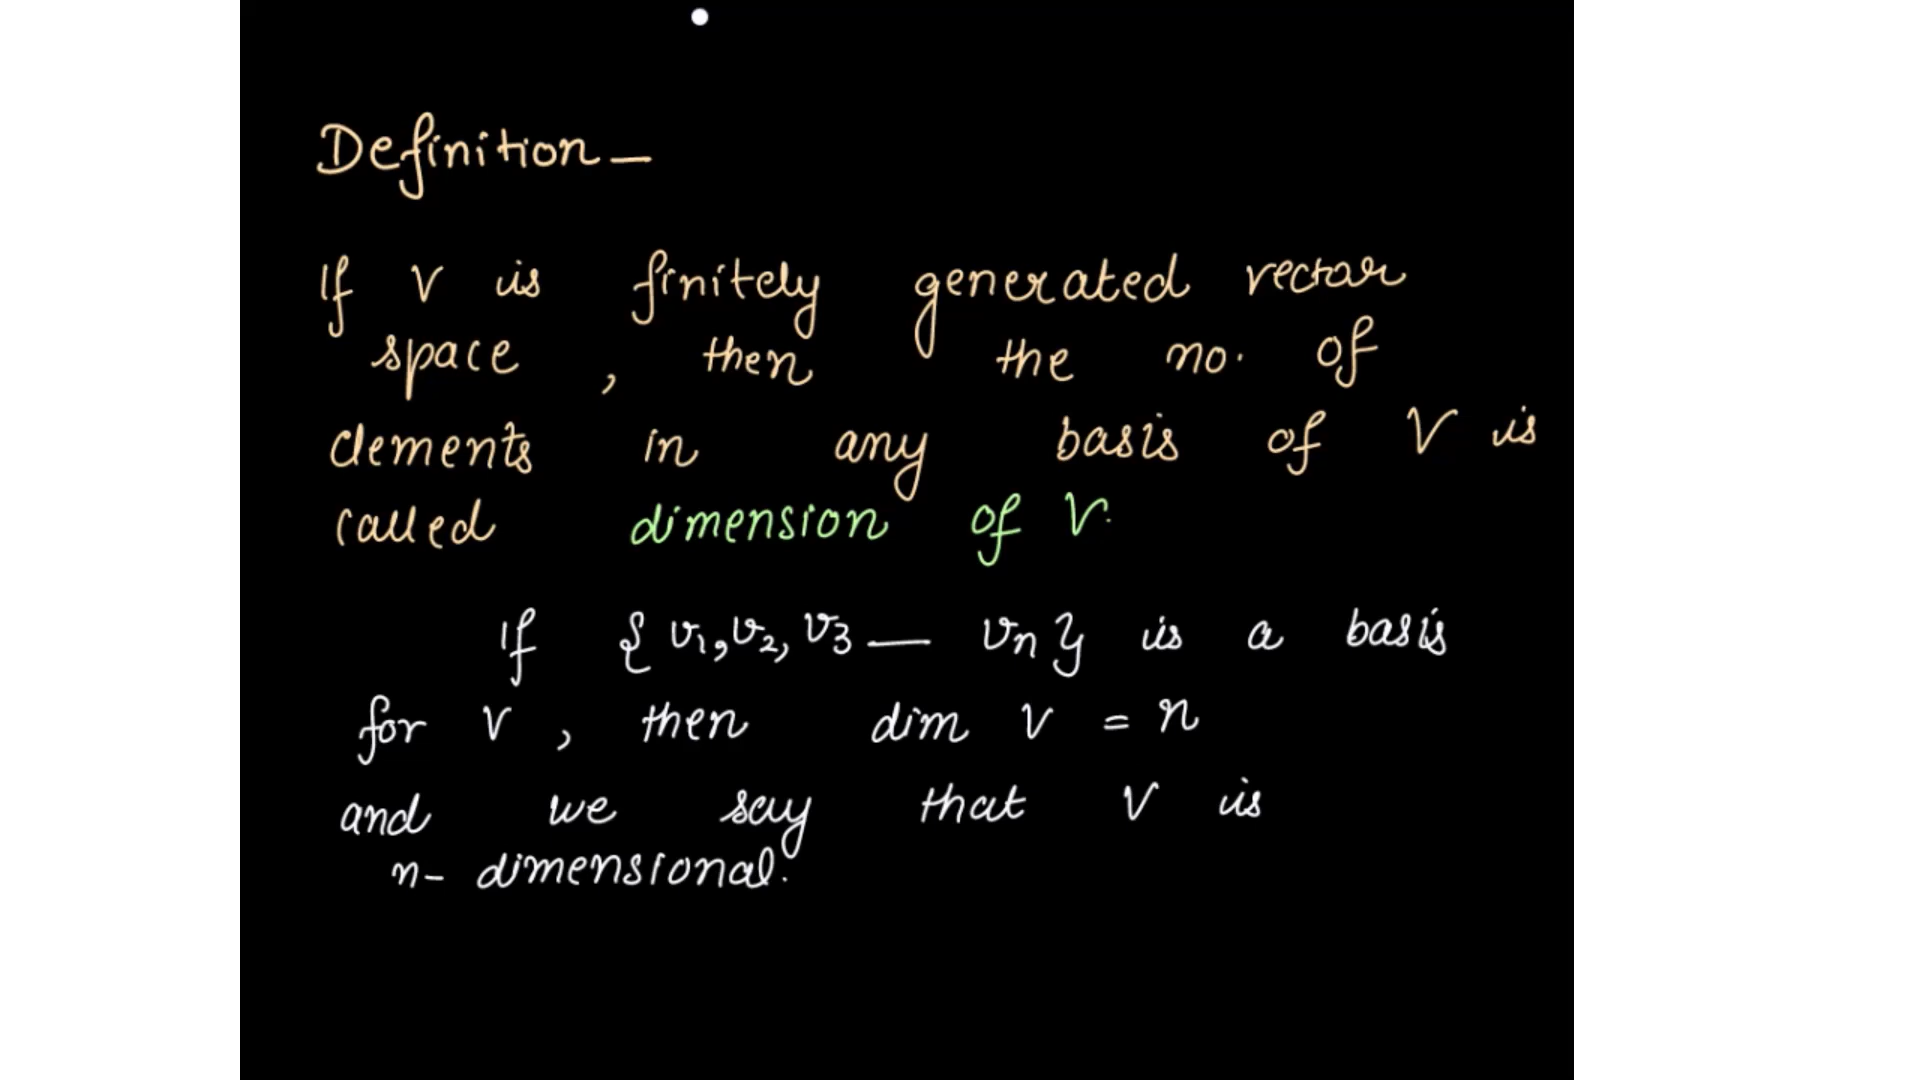 Definition —
If V is finitely generated vector
space , then the no. of
elements in any basis of V is
called dimension of V.
If { v₁, v₂, v₃ — vn } is a basis
for V , then dim V = n
and we say that V is
n- dimensional.